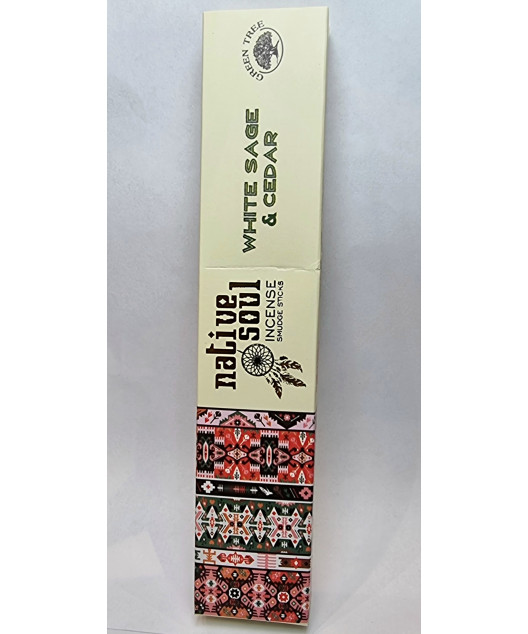 GREEN TREE
WHITE SAGE
& CEDAR
native
soul
INCENSE
SMUDGE STICKS